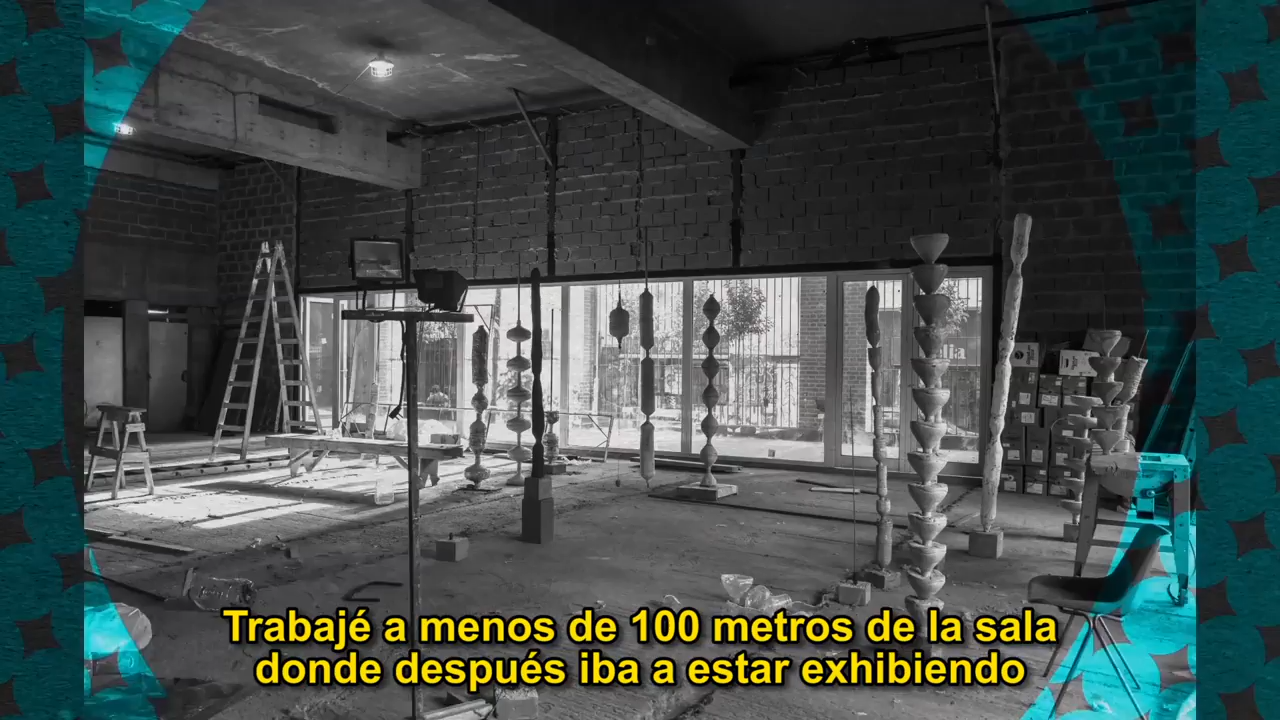 Trabajé a menos de 100 metros de la sala
donde después iba a estar exhibiendo